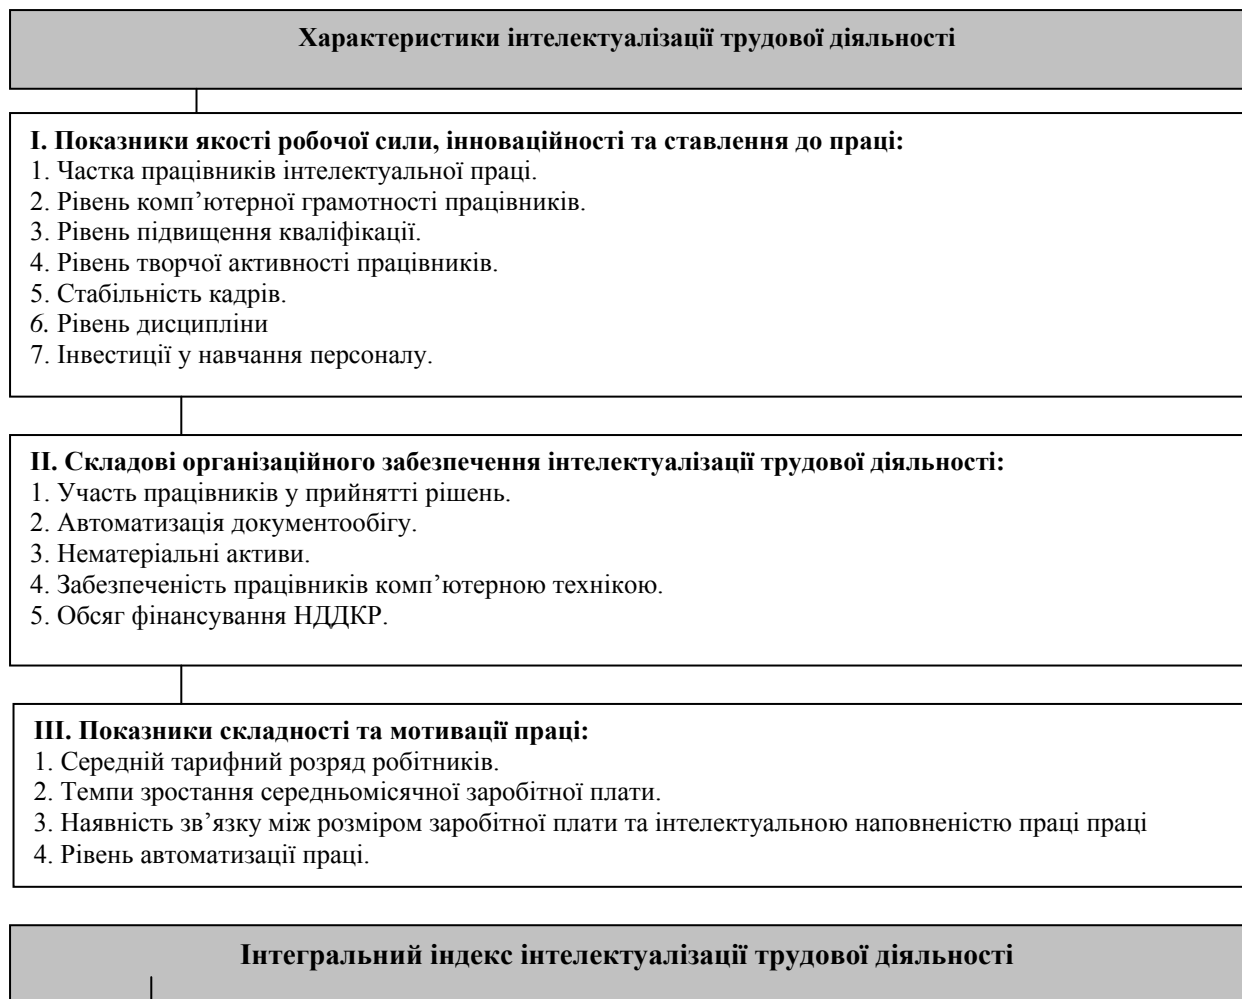 Характеристики інтелектуалізації трудової діяльності
І. Показники якості робочої сили, інноваційності та ставлення до праці:
1. Частка працівників інтелектуальної праці.
2. Рівень комп’ютерної грамотності працівників.
3. Рівень підвищення кваліфікації.
4. Рівень творчої активності працівників.
5. Стабільність кадрів.
6. Рівень дисципліни
7. Інвестиції у навчання персоналу.
ІІ. Складові організаційного забезпечення інтелектуалізації трудової діяльності:
1. Участь працівників у прийнятті рішень.
2. Автоматизація документообігу.
3. Нематеріальні активи.
4. Забезпеченість працівників комп’ютерною технікою.
5. Обсяг фінансування НДДКР.
ІІІ. Показники складності та мотивації праці:
1. Середній тарифний розряд робітників.
2. Темпи зростання середньомісячної заробітної плати.
3. Наявність зв’язку між розміром заробітної плати та інтелектуальною наповненістю праці праці
4. Рівень автоматизації праці.
Інтегральний індекс інтелектуалізації трудової діяльності